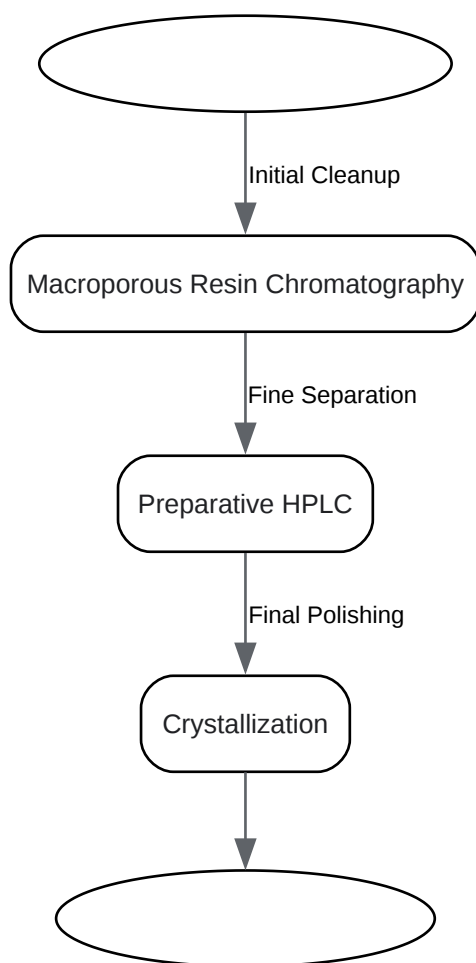 Initial Cleanup
Macroporous Resin Chromatography
Fine Separation
Preparative HPLC
Final Polishing
Crystallization